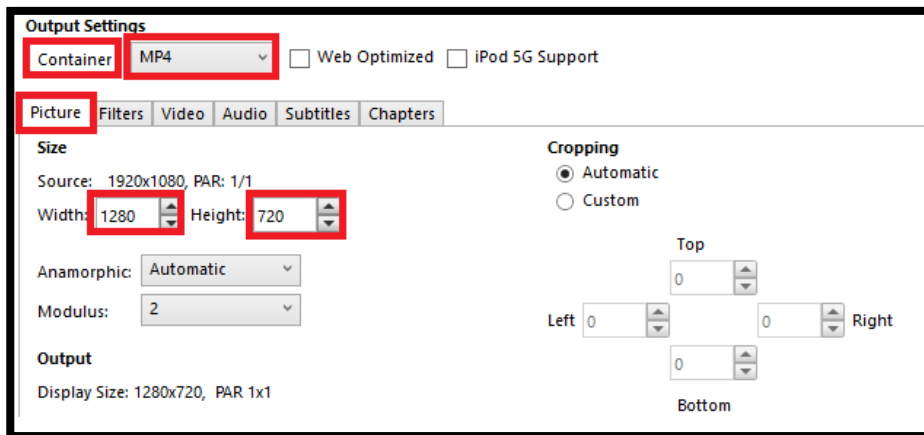 Output Settings
Container MP4 Web Optimized iPod 5G Support
Picture Filters Video Audio Subtitles Chapters
Size Cropping
Source: 1920x1080, PAR: 1/1 Automatic
Width: 1280 Height: 720 Custom
Top
Anamorphic: Automatic 0
Modulus: 2 Left 0 0 Right
Output 0
Display Size: 1280x720, PAR 1x1
Bottom